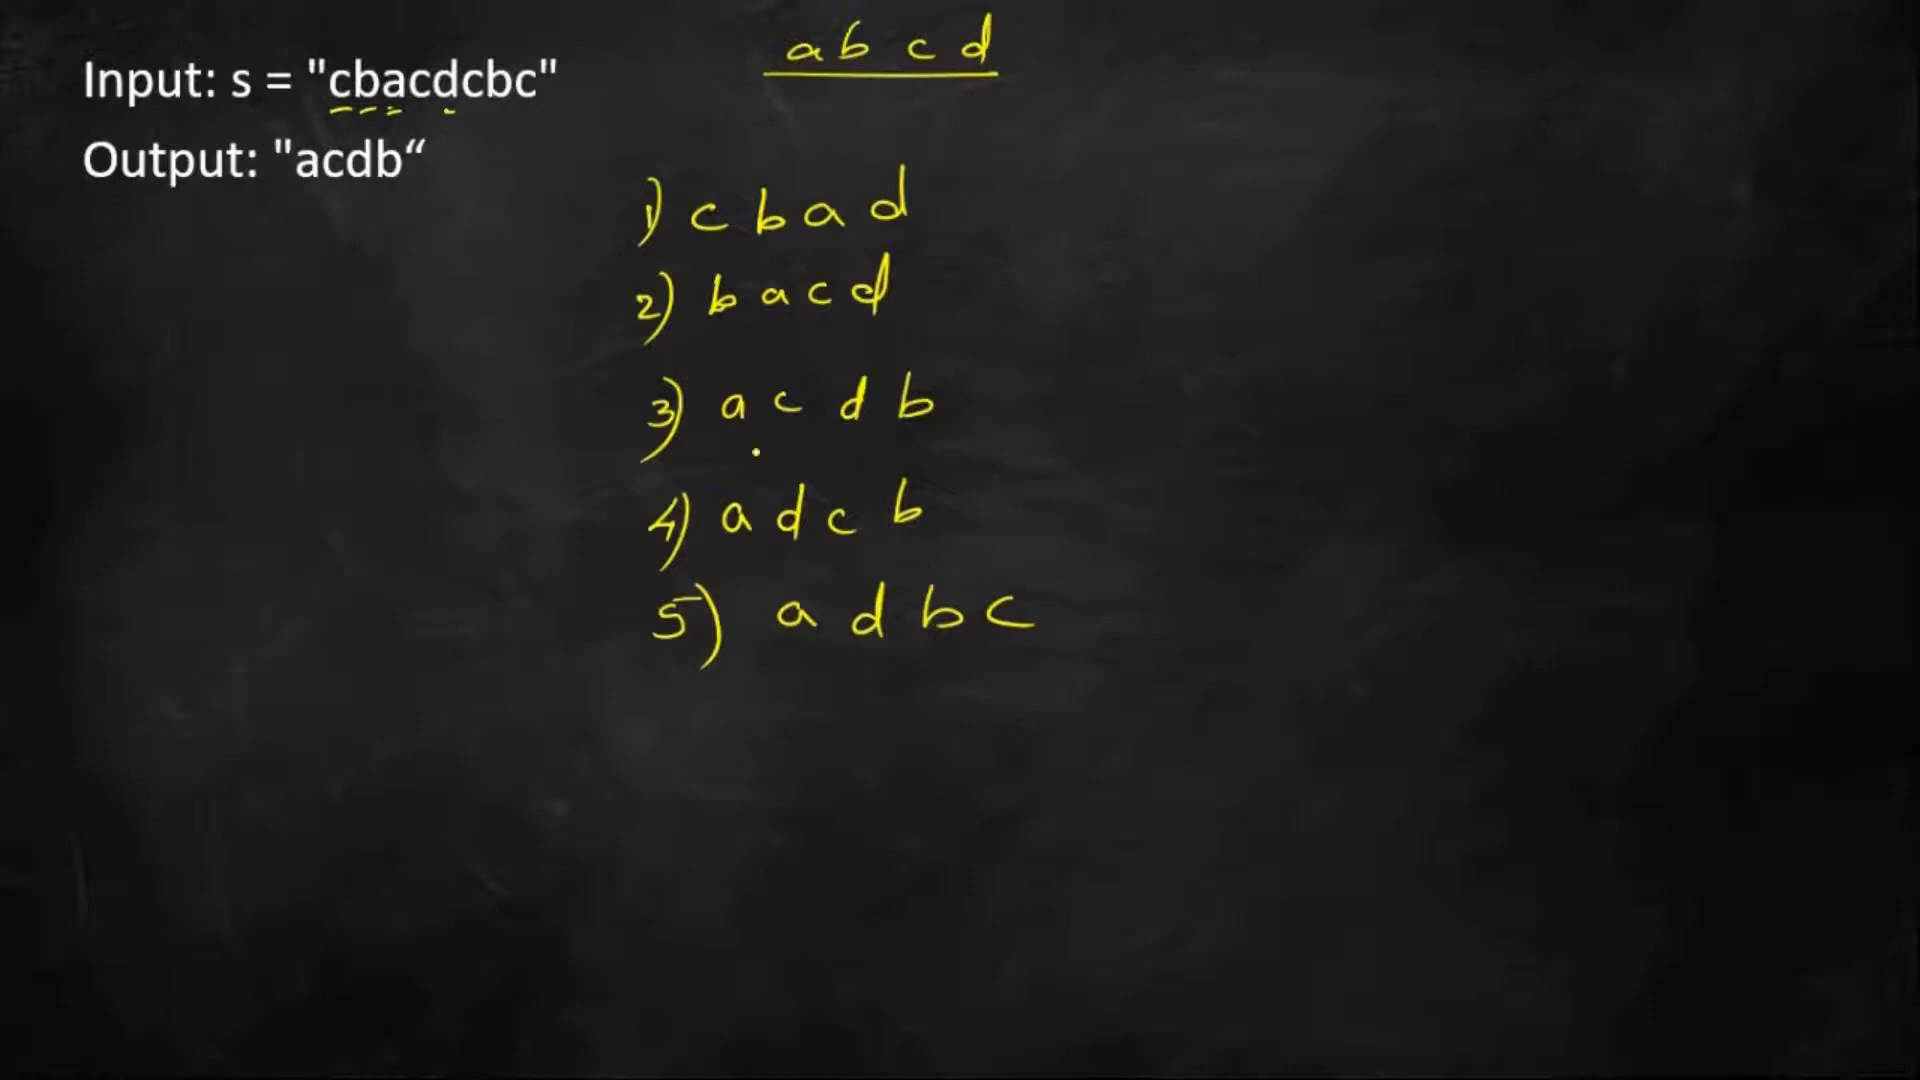 a b c d
Input: s = "cbacdcbc"
Output: "acdb“
1) c b a d
2) b a c d
3) a c d b
4) a d c b
5) a d b c